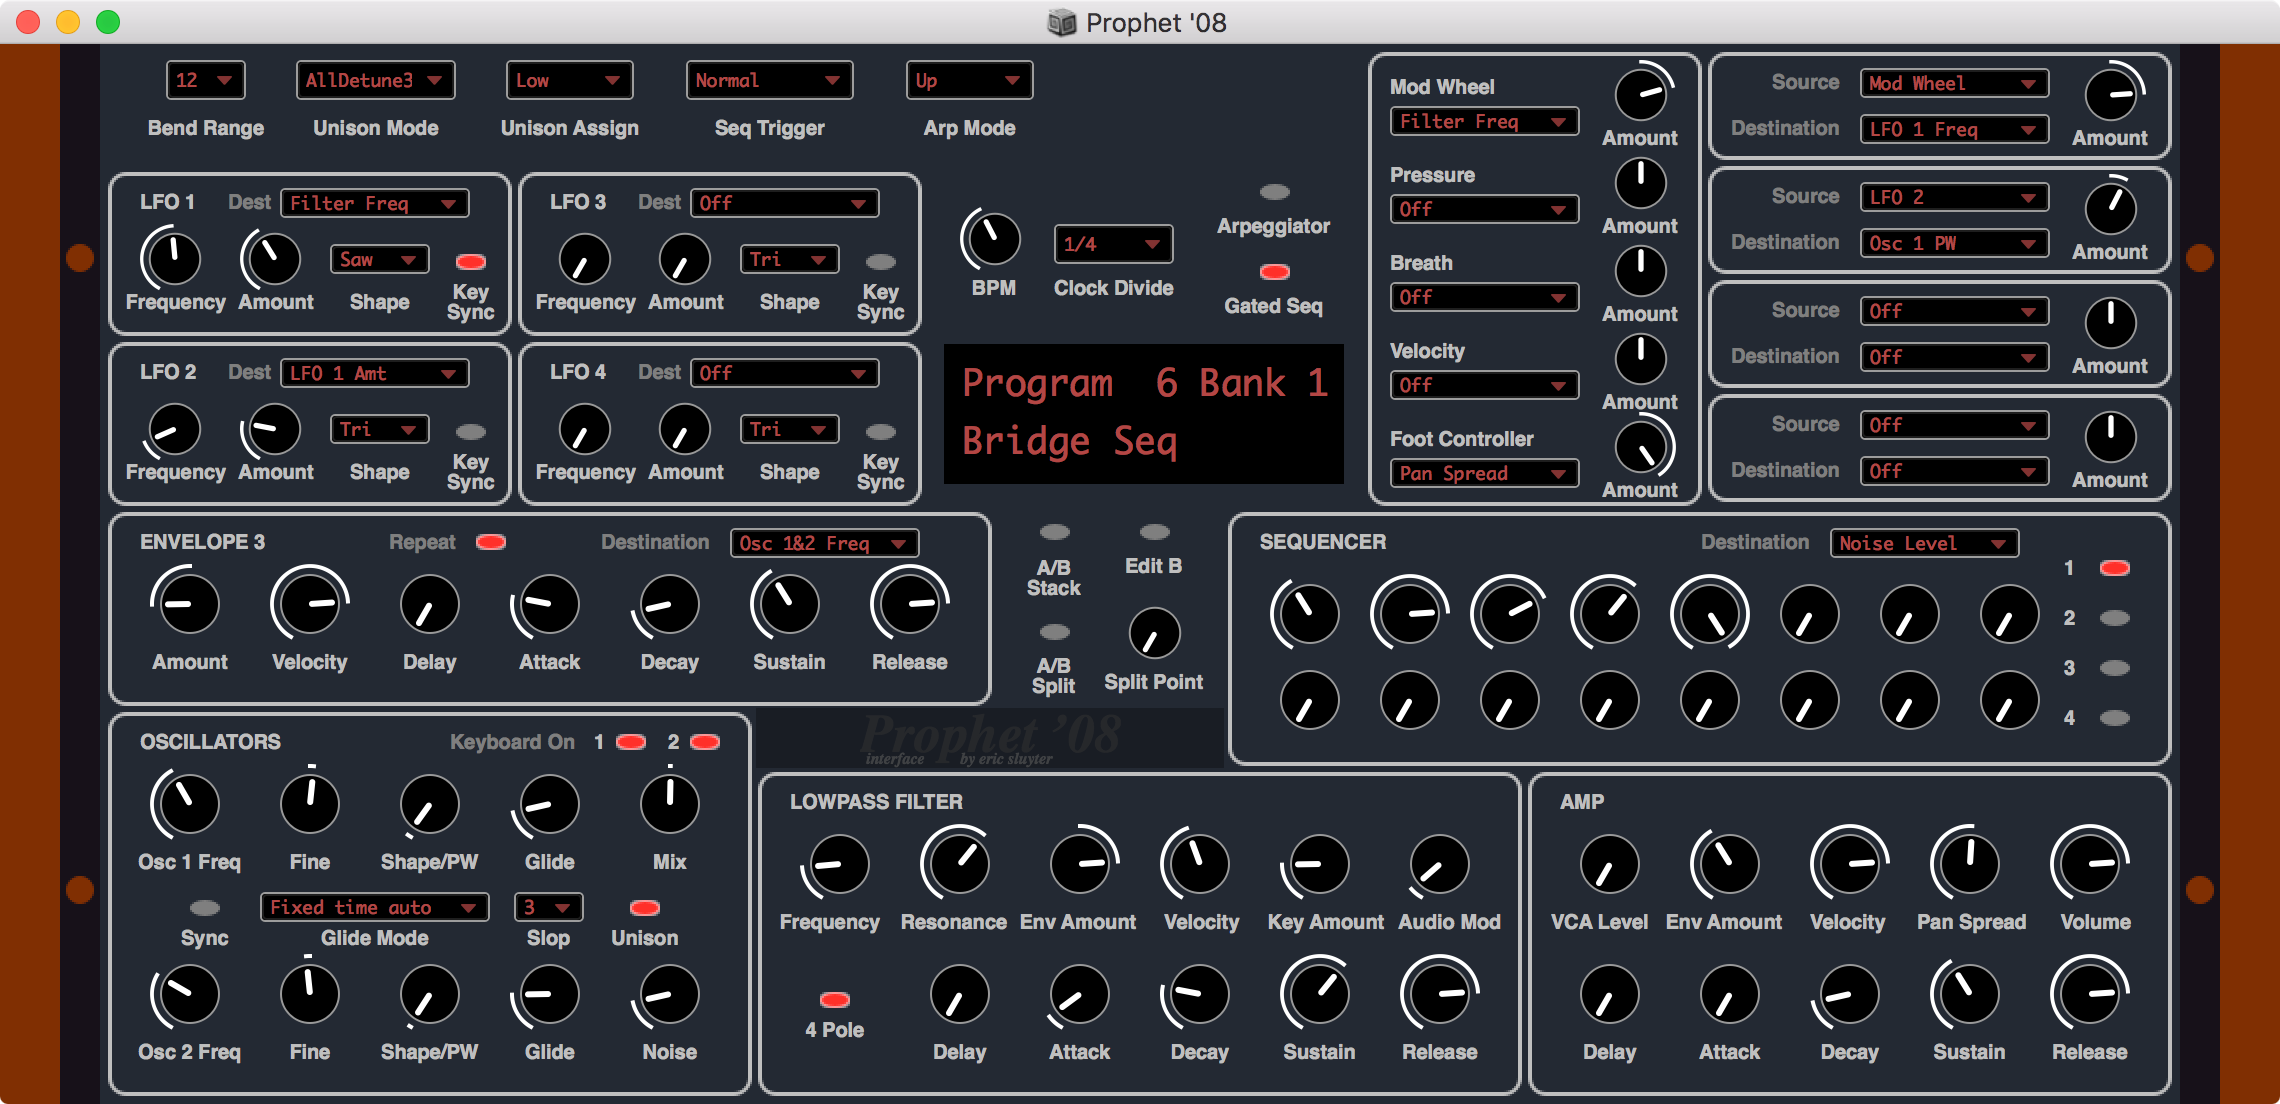 Prophet '08
12 AllDetune3 Low Normal Up
Bend Range Unison Mode Unison Assign Seq Trigger Arp Mode
LFO 1 Dest Filter Freq
Saw
Frequency Amount Shape Key Sync
LFO 3 Dest Off
Tri
Frequency Amount Shape Key Sync
LFO 2 Dest LFO 1 Amt
Tri
Frequency Amount Shape Key Sync
LFO 4 Dest Off
Tri
Frequency Amount Shape Key Sync
1/4
BPM Clock Divide
Arpeggiator
Gated Seq
Program 6 Bank 1
Bridge Seq
Mod Wheel
Filter Freq
Amount
Pressure
Off
Amount
Breath
Off
Amount
Velocity
Off
Amount
Foot Controller
Pan Spread
Amount
Source Mod Wheel
Destination LFO 1 Freq
Amount
Source LFO 2
Destination Osc 1 PW
Amount
Source Off
Destination Off
Amount
Source Off
Destination Off
Amount
ENVELOPE 3 Repeat Destination Osc 1&2 Freq
Amount Velocity Delay Attack Decay Sustain Release
A/B Stack
Edit B
A/B Split
Split Point
SEQUENCER Destination Noise Level
1
2
3
4
Prophet '08
interface by eric sluyter
OSCILLATORS Keyboard On 1 2
Osc 1 Freq Fine Shape/PW Glide Mix
Fixed time auto 3
Sync Glide Mode Slop Unison
Osc 2 Freq Fine Shape/PW Glide Noise
LOWPASS FILTER
Frequency Resonance Env Amount Velocity Key Amount Audio Mod
4 Pole
Delay Attack Decay Sustain Release
AMP
VCA Level Env Amount Velocity Pan Spread Volume
Delay Attack Decay Sustain Release